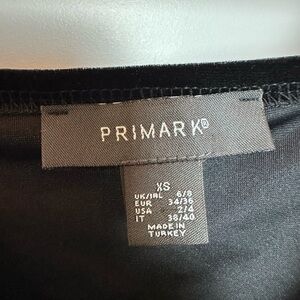 PRIMARK®
XS
UK/IRL 6/8
EUR 34/36
USA 2/4
IT 38/40
MADE IN
TURKEY